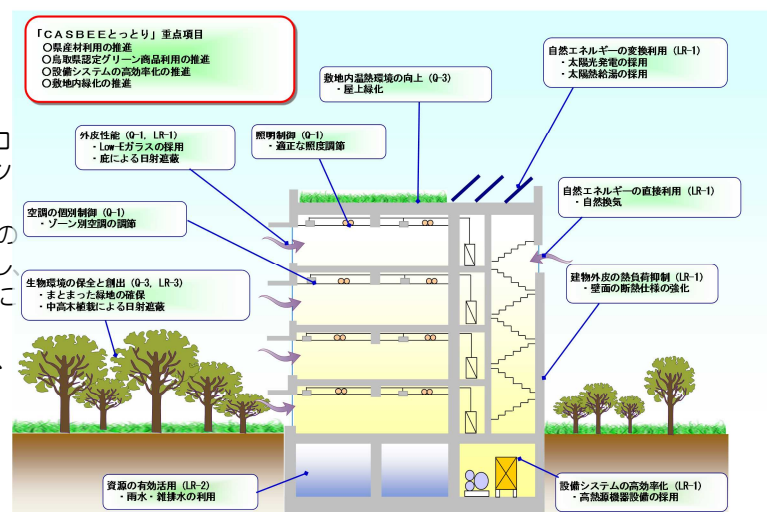 「CASBEEとっとり」重点項目
○県産材利用の推進
○鳥取県認定グリーン商品利用の推進
○設備システムの高効率化の推進
○敷地内緑化の推進
敷地内温熱環境の向上 (Q-3)
・屋上緑化
自然エネルギーの変換利用 (LR-1)
・太陽光発電の採用
・太陽熱給湯の採用
外皮性能 (Q-1, LR-1)
・Low-Eガラスの採用
・庇による日射遮蔽
照明制御 (Q-1)
・適正な照度調節
自然エネルギーの直接利用 (LR-1)
・自然換気
空調の個別制御 (Q-1)
・ゾーン別空調の調節
生物環境の保全と創出 (Q-3, LR-3)
・まとまった緑地の確保
・中高木植栽による日射遮蔽
建物外皮の熱負荷抑制 (LR-1)
・壁面の断熱仕様の強化
資源の有効活用 (LR-2)
・雨水・雑排水の利用
設備システムの高効率化 (LR-1)
・高熱源機器設備の採用
コ
ン
の
し、
に